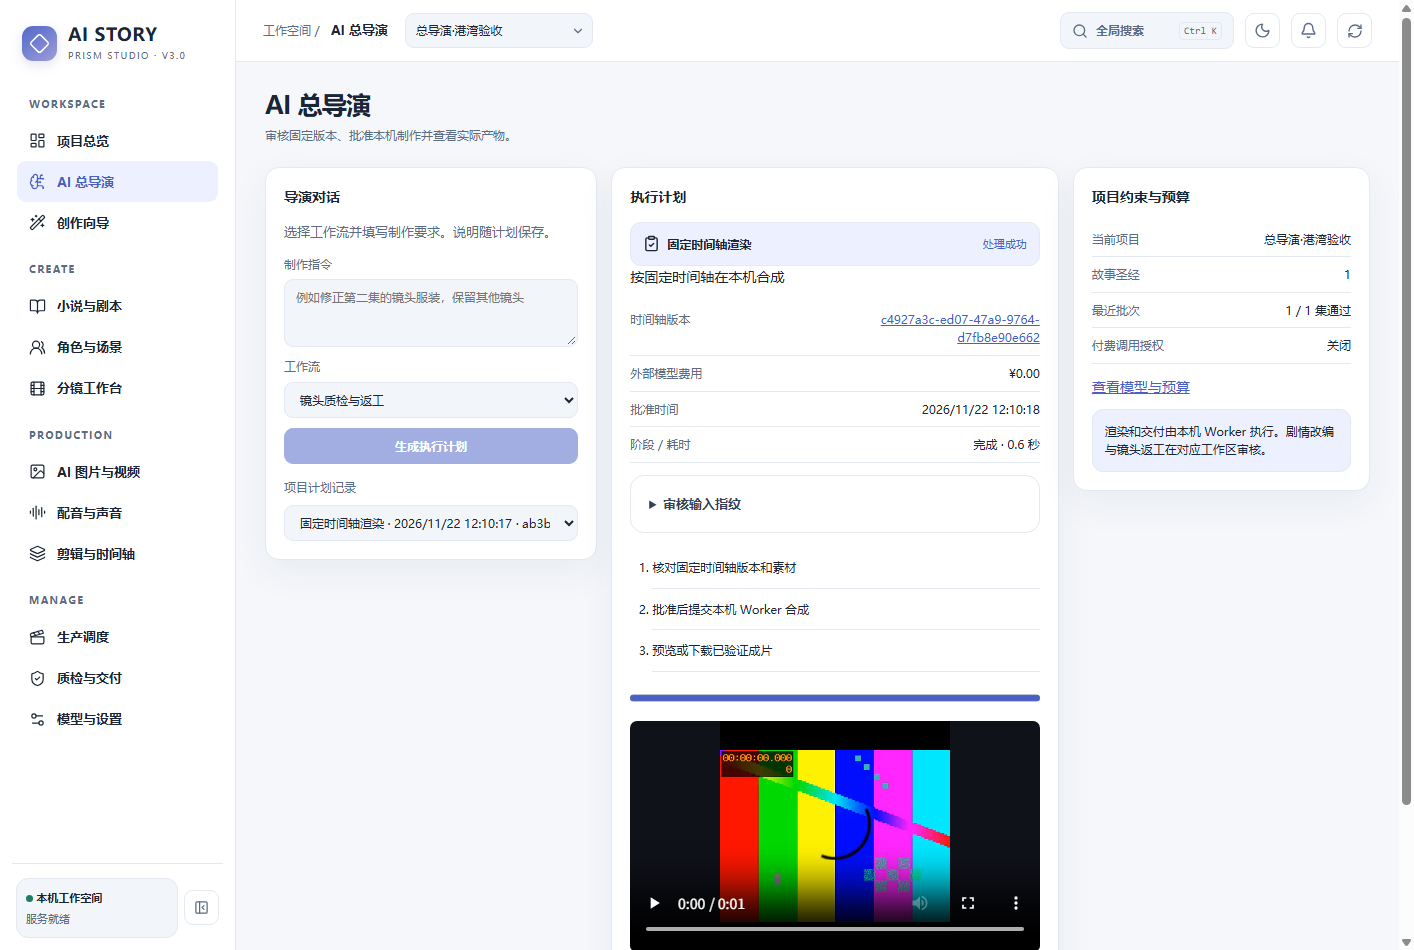 AI STORY
PRISM STUDIO · V3.0
WORKSPACE
项目总览
AI 总导演
创作向导
CREATE
小说与剧本
角色与场景
分镜工作台
PRODUCTION
AI 图片与视频
配音与声音
剪辑与时间轴
MANAGE
生产调度
质检与交付
模型与设置
本机工作空间
服务就绪
工作空间 / AI 总导演
总导演·港湾验收
全局搜索 Ctrl K
AI 总导演
审核固定版本、批准本机制作并查看实际产物。
导演对话
选择工作流并填写制作要求。说明随计划保存。
制作指令
例如修正第二集的镜头服装，保留其他镜头
工作流
镜头质检与返工
生成执行计划
项目计划记录
固定时间轴渲染 · 2026/11/22 12:10:17 · ab3b
执行计划
固定时间轴渲染 处理成功
按固定时间轴在本机合成
时间轴版本 c4927a3c-ed07-47a9-9764-
d7fb8e90e662
外部模型费用 ¥0.00
批准时间 2026/11/22 12:10:18
阶段 / 耗时 完成 · 0.6 秒
审核输入指纹
1. 核对固定时间轴版本和素材
2. 批准后提交本机 Worker 合成
3. 预览或下载已验证成片
00:00:00.000
0
0:00 / 0:01
项目约束与预算
当前项目 总导演·港湾验收
故事圣经 1
最近批次 1 / 1 集通过
付费调用授权 关闭
查看模型与预算
渲染和交付由本机 Worker 执行。剧情改编
与镜头返工在对应工作区审核。